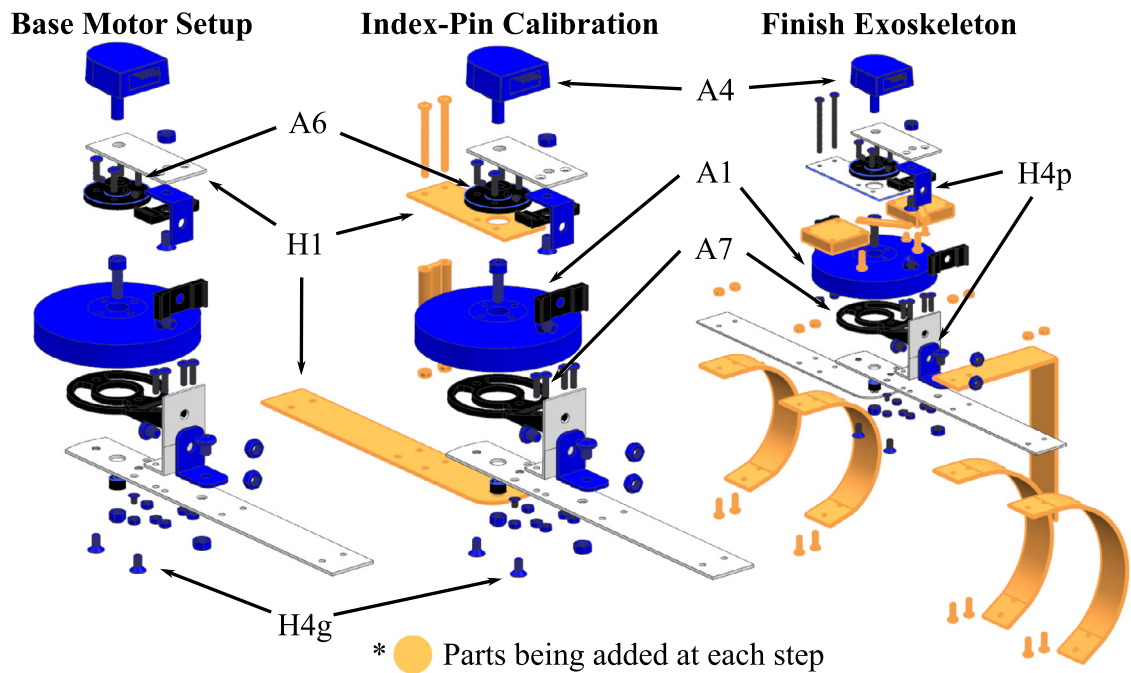 Base Motor Setup
Index-Pin Calibration
Finish Exoskeleton
A4
A6
A1
H4p
H1
A7
H4g
* Parts being added at each step